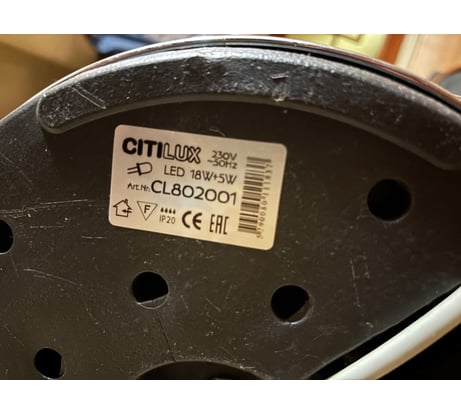 CITILUX 230V ~50Hz
LED 18W+5W
Art.Nr. CL802001
F IP20 CE EAC